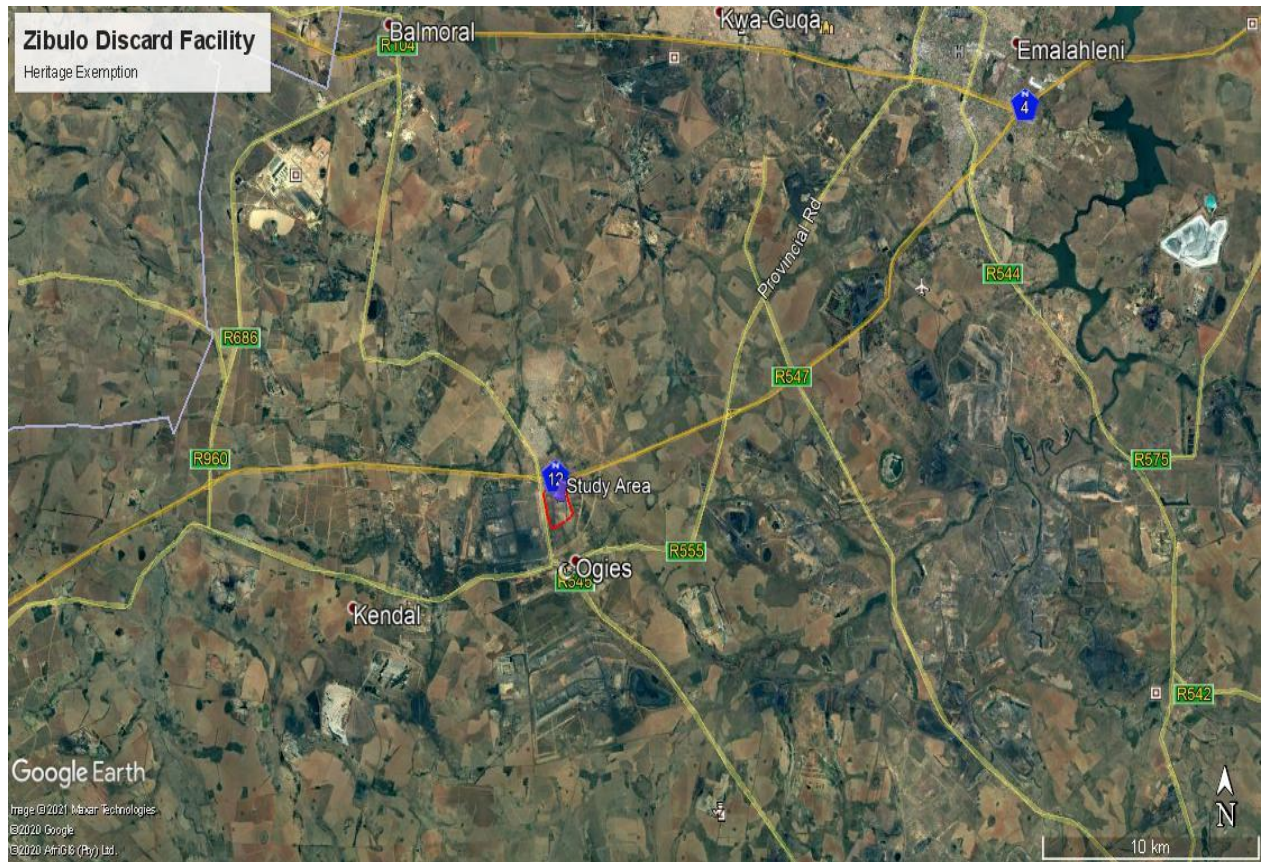 Zibulo Discard Facility
Heritage Exemption
Balmoral
R104
Kwa-Guqa
H
Emalahleni
N
4
Provincial Rd
R544
R686
R547
R960
R575
N
12
Study Area
R555
Ogies
R545
Kendal
R542
Google Earth
Image ©2021 Maxar Technologies
©2020 Google
©2020 AfriGIS (Pty) Ltd.
N
10 km